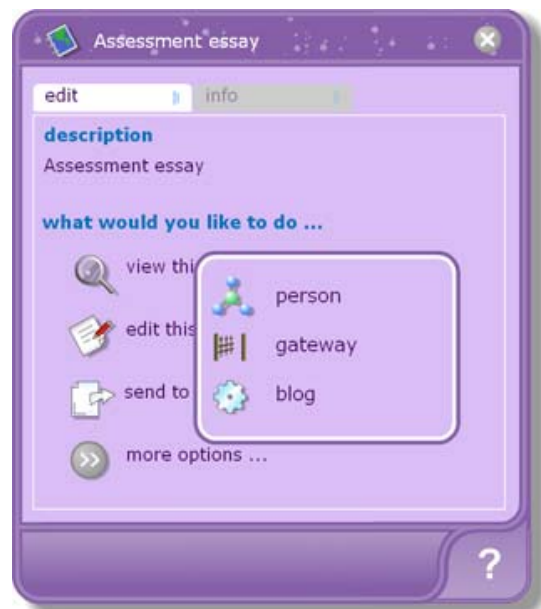 Assessment essay
edit info
description
Assessment essay
what would you like to do ...
view thi
person
edit this
gateway
send to
blog
more options ...
?